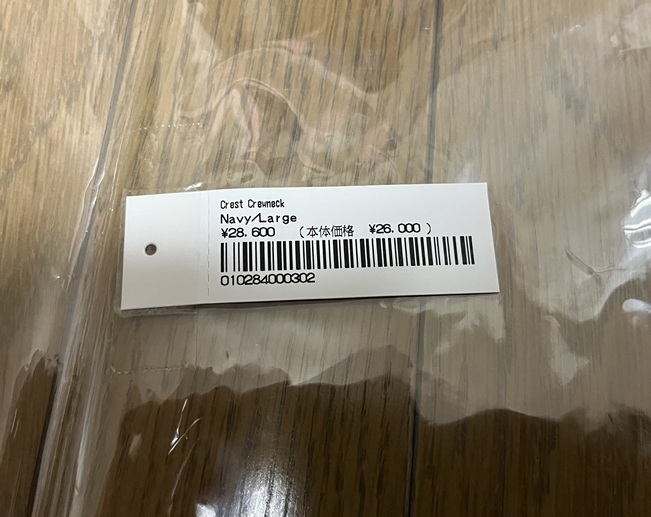 Crest Crewneck
Navy/Large
¥28.600 (本体価格 ¥26.000 )
010284000302